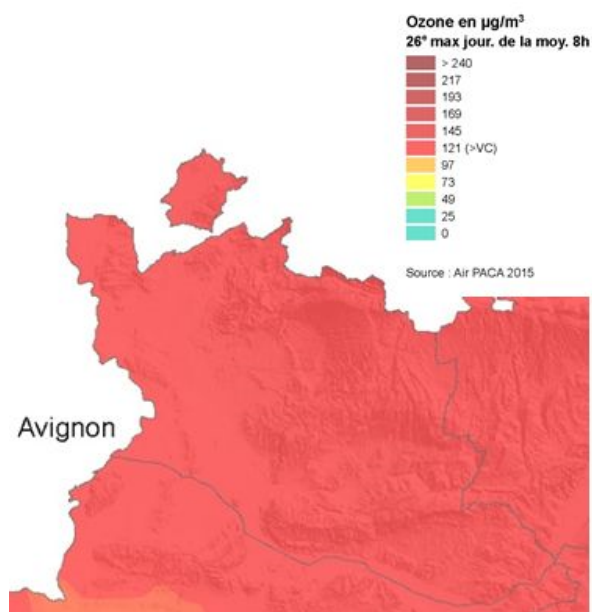 Ozone en µg/m³
26ᵉ max jour. de la moy. 8h
> 240
217
193
169
145
121 (>VC)
97
73
49
25
0
Source : Air PACA 2015
Avignon